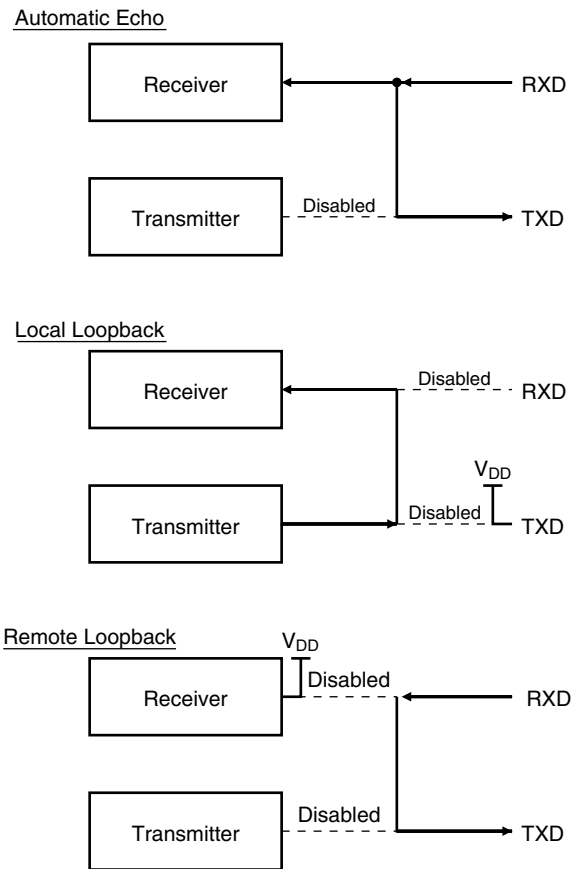 Automatic Echo
Receiver
RXD
Transmitter
Disabled
TXD
Local Loopback
Receiver
Disabled
RXD
VDD
Transmitter
Disabled
TXD
Remote Loopback
VDD
Receiver
Disabled
RXD
Transmitter
Disabled
TXD